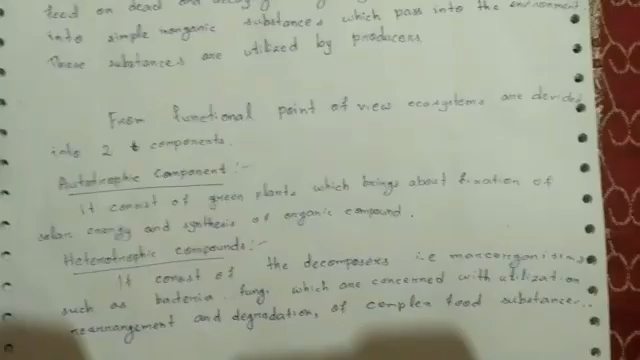 feed on dead and decay
into simple inorganic substances which pass into the environment
These substances are utilized by producers
From functional point of view ecosystems are devided
into 2 t components.
Autotrophic Component :-
It consist of green plants which brings about fixation of
solar energy and synthesis of organic compound.
Heterotrophic compounds :-
It consist of the decomposers i.e
such as bacteria, fungi which are concerned with utilization
rearrangement and degradation, of complex food substances..